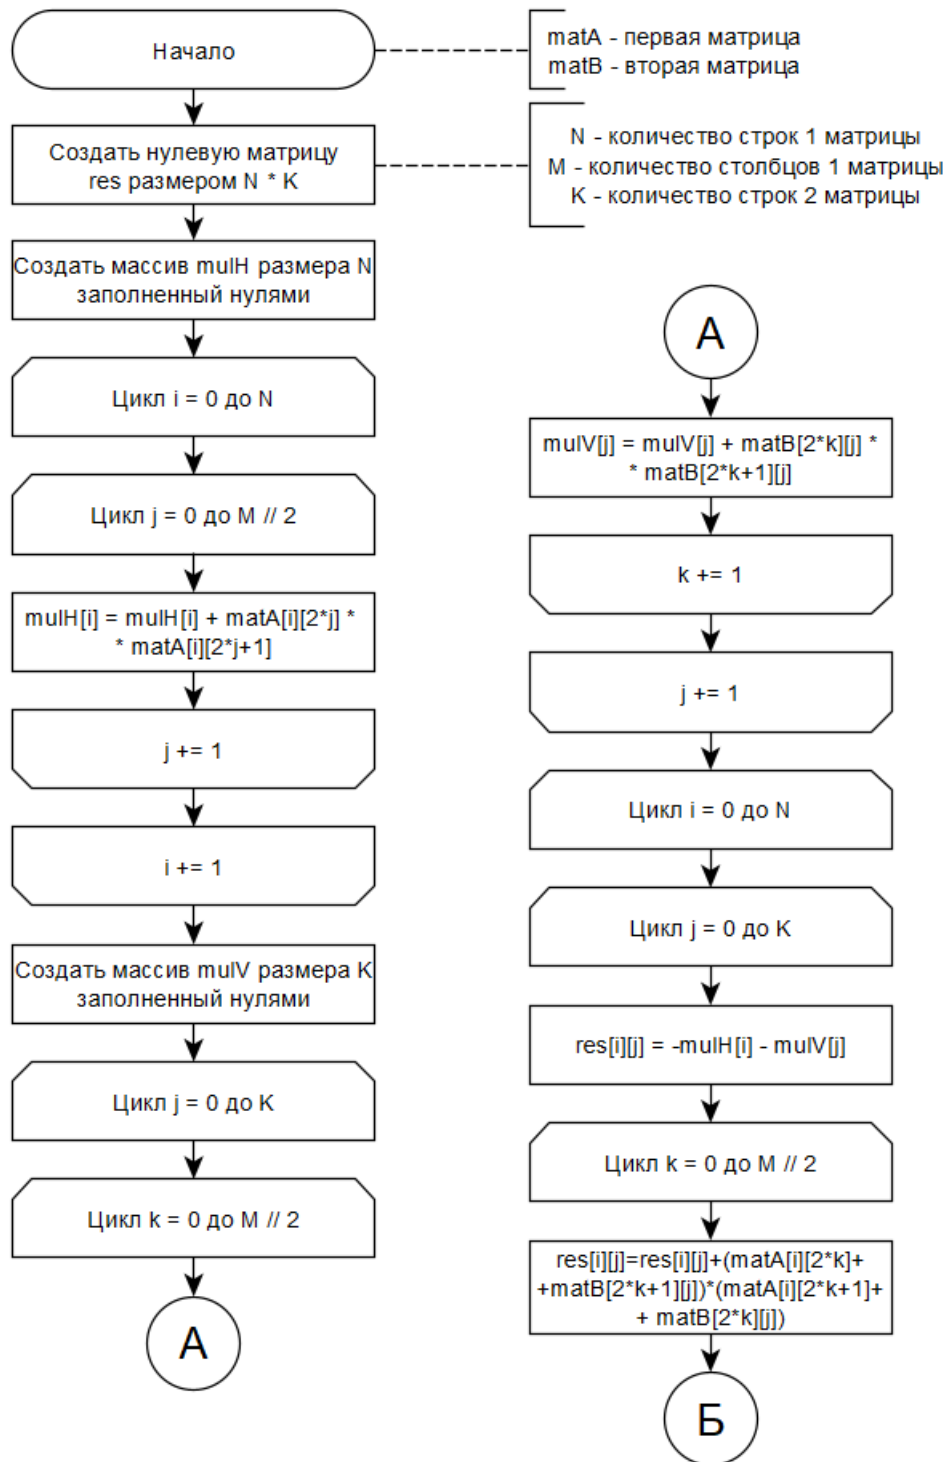 Начало
matA - первая матрица
matB - вторая матрица
Создать нулевую матрицу
res размером N * K
N - количество строк 1 матрицы
M - количество столбцов 1 матрицы
K - количество строк 2 матрицы
Создать массив mulH размера N
заполненный нулями
Цикл i = 0 до N
Цикл j = 0 до M // 2
mulH[i] = mulH[i] + matA[i][2*j] *
* matA[i][2*j+1]
j += 1
i += 1
Создать массив mulV размера K
заполненный нулями
Цикл j = 0 до K
Цикл k = 0 до M // 2
А
А
mulV[j] = mulV[j] + matB[2*k][j] *
* matB[2*k+1][j]
k += 1
j += 1
Цикл i = 0 до N
Цикл j = 0 до K
res[i][j] = -mulH[i] - mulV[j]
Цикл k = 0 до M // 2
res[i][j]=res[i][j]+(matA[i][2*k]+
+matB[2*k+1][j])*(matA[i][2*k+1]+
+ matB[2*k][j])
Б